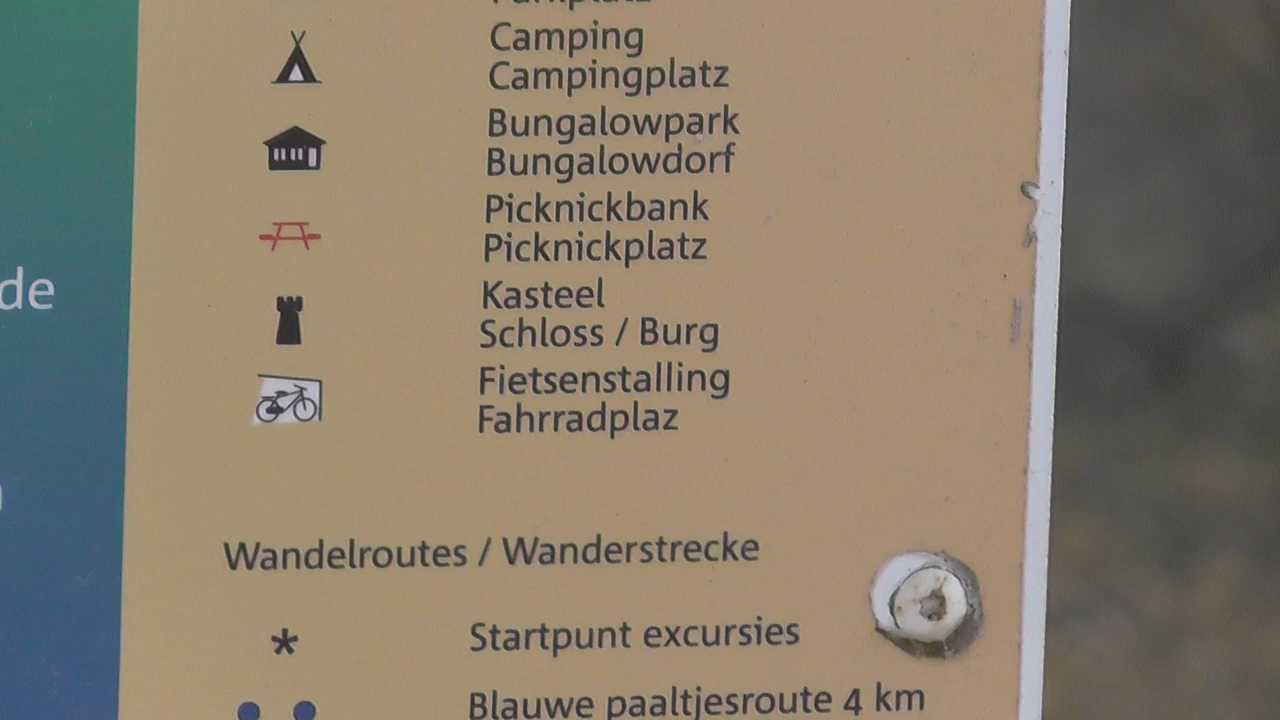 de
Camping
Campingplatz
Bungalowpark
Bungalowdorf
Picknickbank
Picknickplatz
Kasteel
Schloss / Burg
Fietsenstalling
Fahrradplaz
Wandelroutes / Wanderstrecke
* Startpunt excursies
Blauwe paaltjesroute 4 km